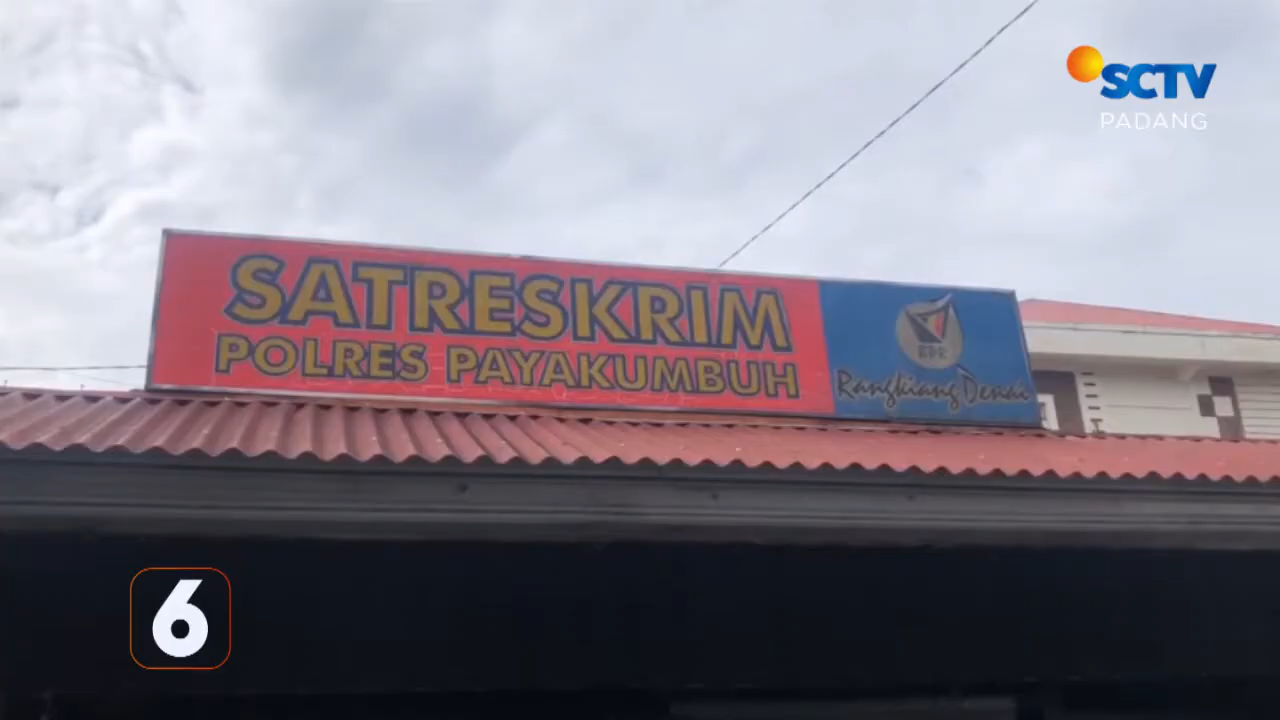 SCTV
PADANG
SATRESKRIM
POLRES PAYAKUMBUH
Rangkiang Denai
6